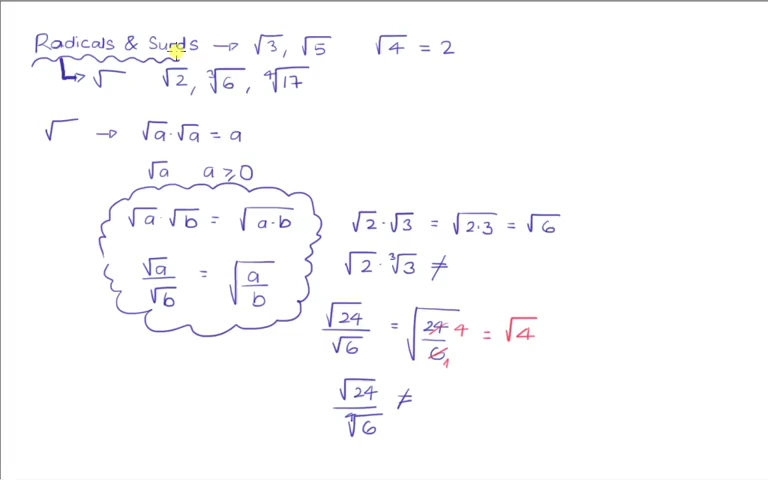 Radicals & Surds → √3, √5 √4 = 2
↳ √ √2, ∛6, ∜17
√ → √a·√a = a
√a a ⩾ 0
√a·√b = √(a·b) √2·√3 = √(2·3) = √6
√a/√b = √(a/b) √2·∛3 ≠
√24/√6 = √(24/6) 4 1 = √4
√24/∜6 ≠